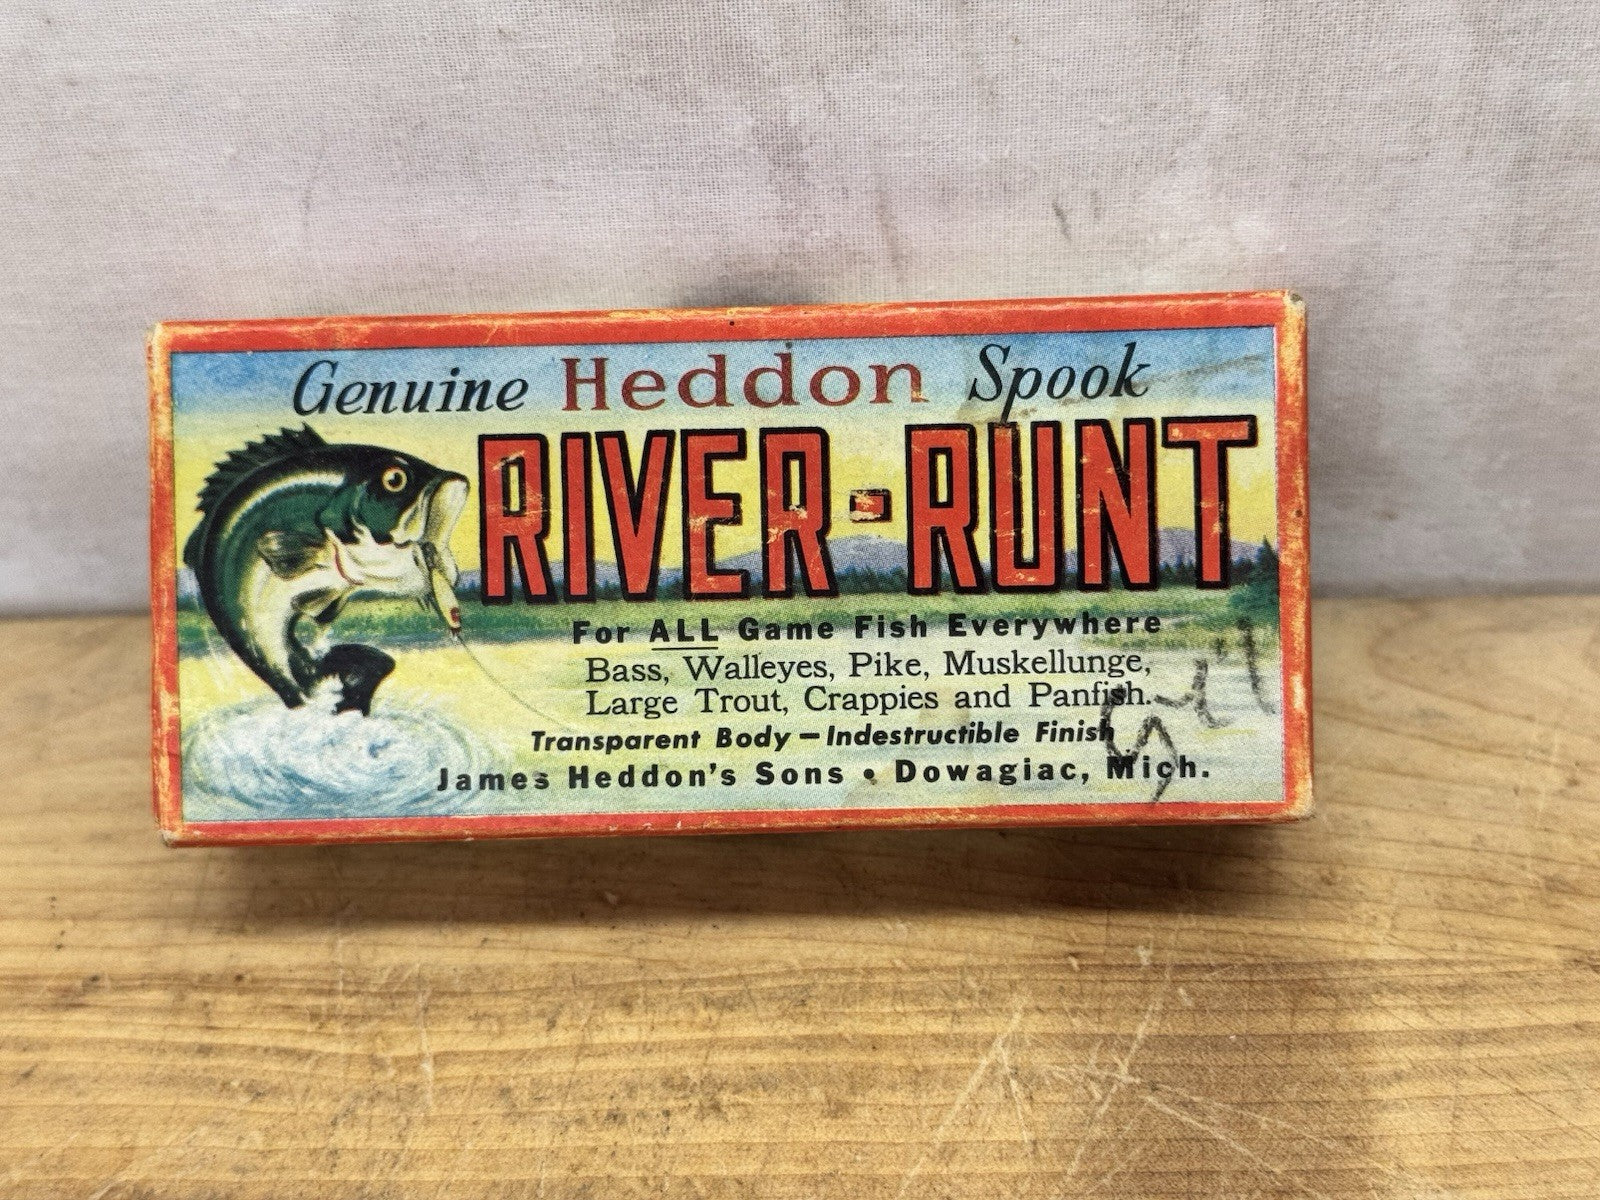 Genuine Heddon Spook
RIVER-RUNT
For ALL Game Fish Everywhere
Bass, Walleyes, Pike, Muskellunge,
Large Trout, Crappies and Panfish.
Transparent Body — Indestructible Finish
James Heddon's Sons • Dowagiac, Mich.